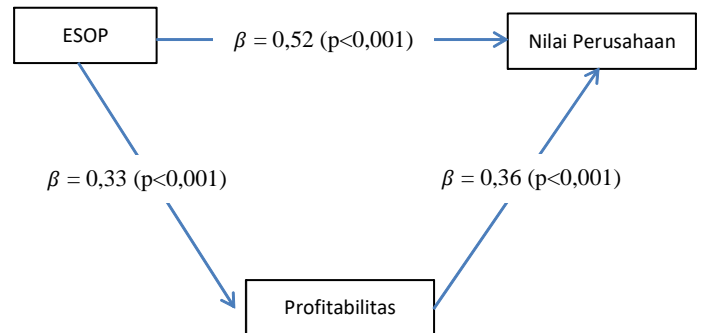 ESOP
𝛽 = 0,52 (p<0,001)
Nilai Perusahaan
𝛽 = 0,33 (p<0,001)
𝛽 = 0,36 (p<0,001)
Profitabilitas